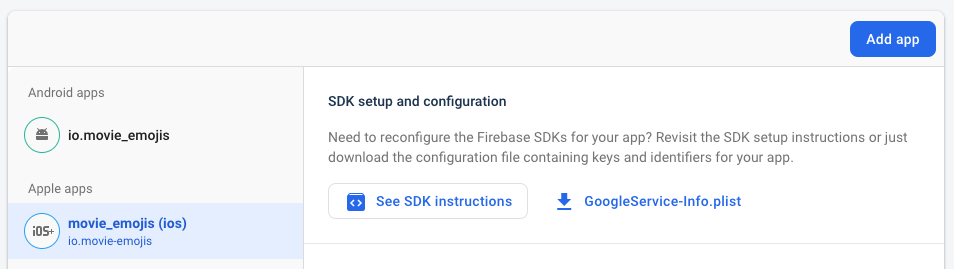 Add app
Android apps
io.movie_emojis
Apple apps
iOS+
movie_emojis (ios)
io.movie-emojis
SDK setup and configuration
Need to reconfigure the Firebase SDKs for your app? Revisit the SDK setup instructions or just
download the configuration file containing keys and identifiers for your app.
See SDK instructions
GoogleService-Info.plist